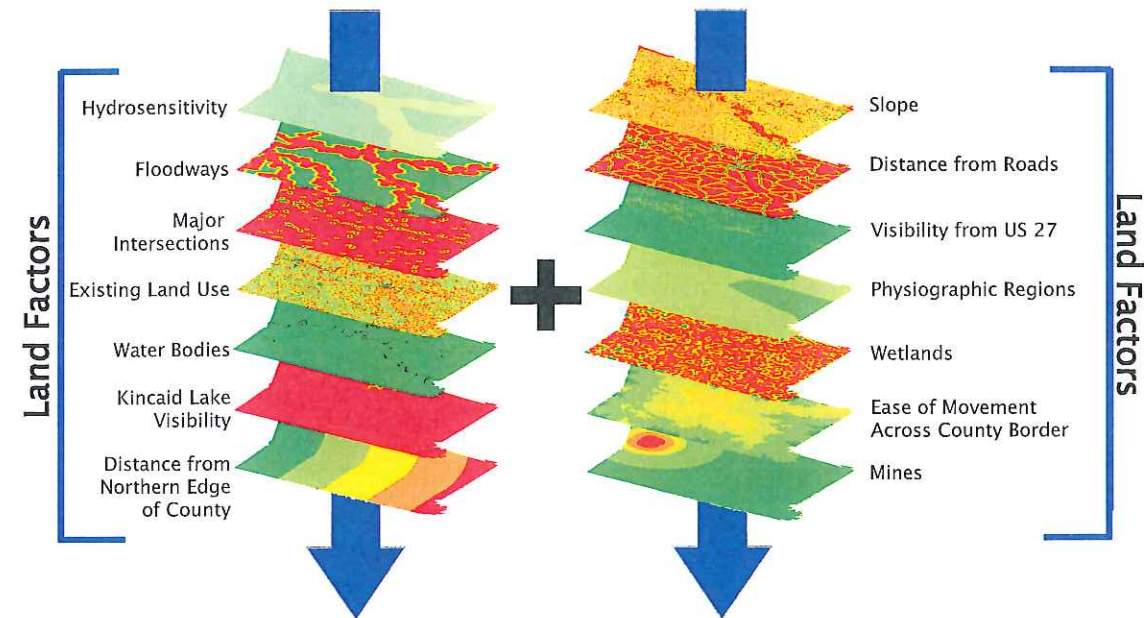 Land Factors
Hydrosensitivity
Floodways
Major
Intersections
Existing Land Use
Water Bodies
Kincaid Lake
Visibility
Distance from
Northern Edge
of County
Slope
Distance from Roads
Visibility from US 27
Physiographic Regions
Wetlands
Ease of Movement
Across County Border
Mines
Land Factors